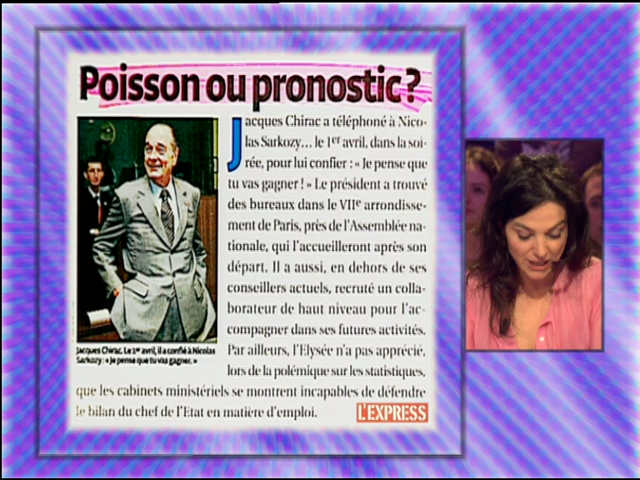 Poisson ou pronostic ?
Jacques Chirac a téléphoné à Nico-
las Sarkozy... le 1er avril, dans la soi-
rée, pour lui confier : « Je pense que
tu vas gagner ! » Le président a trouvé
des bureaux dans le VIIe arrondisse-
ment de Paris, près de l'Assemblée na-
tionale, qui l'accueilleront après son
départ. Il a aussi, en dehors de ses
conseillers actuels, recruté un colla-
borateur de haut niveau pour l'ac-
compagner dans ses futures activités.
Par ailleurs, l'Elysée n'a pas apprécié,
lors de la polémique sur les statistiques,
que les cabinets ministériels se montrent incapables de défendre
le bilan du chef de l'Etat en matière d'emploi.
Jacques Chirac. Le 1er avril, il a confié à Nicolas
Sarkozy : « Je pense que tu vas gagner. »
L'EXPRESS